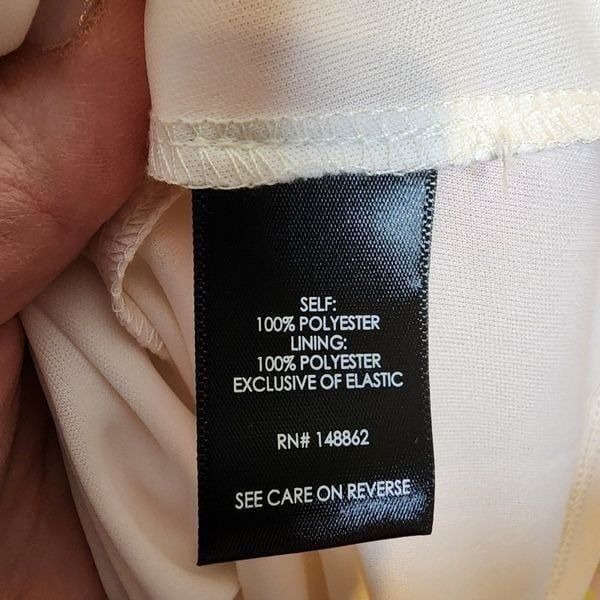 SELF:
100% POLYESTER
LINING:
100% POLYESTER
EXCLUSIVE OF ELASTIC
RN# 148862
SEE CARE ON REVERSE